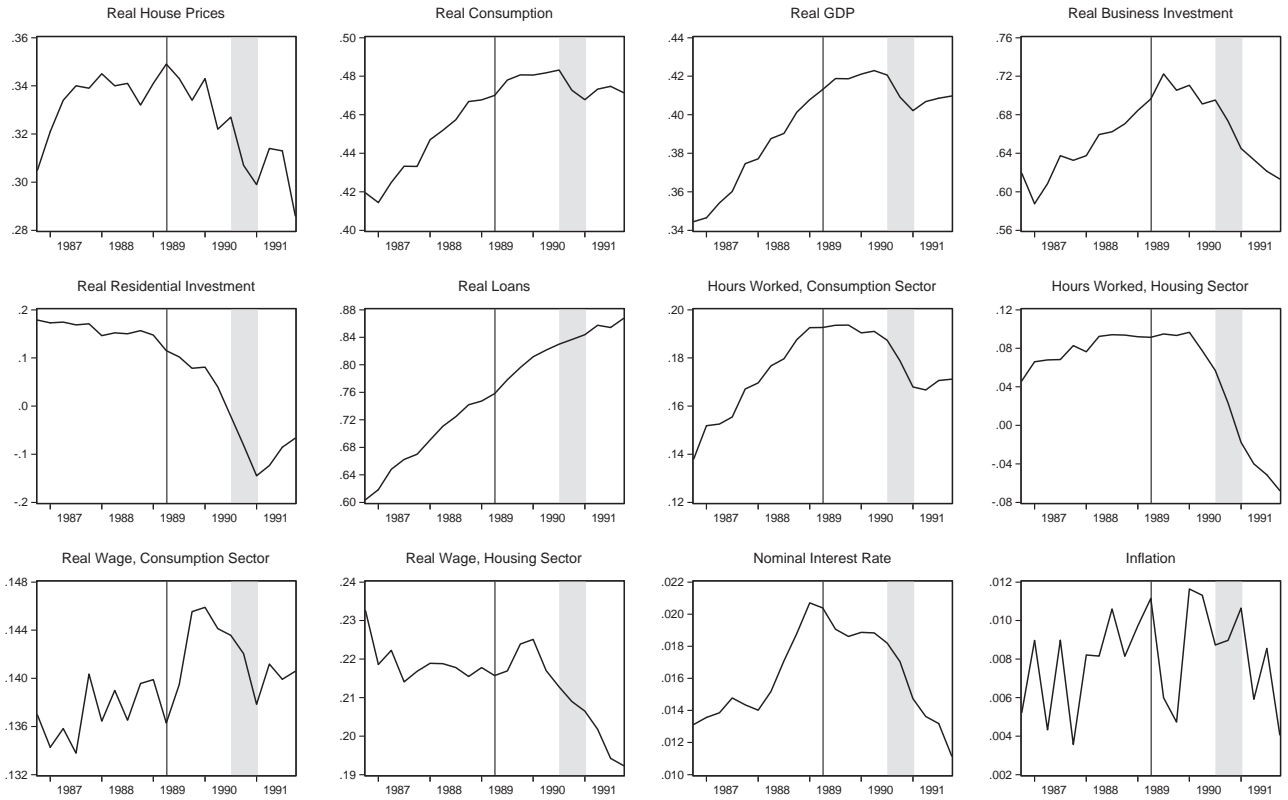 Real House Prices
.36
.34
.32
.30
.28
1987 1988 1989 1990 1991
Real Consumption
.50
.48
.46
.44
.42
.40
1987 1988 1989 1990 1991
Real GDP
.44
.42
.40
.38
.36
.34
1987 1988 1989 1990 1991
Real Business Investment
.76
.72
.68
.64
.60
.56
1987 1988 1989 1990 1991
Real Residential Investment
.2
.1
.0
-.1
-.2
1987 1988 1989 1990 1991
Real Loans
.88
.84
.80
.76
.72
.68
.64
.60
1987 1988 1989 1990 1991
Hours Worked, Consumption Sector
.20
.18
.16
.14
.12
1987 1988 1989 1990 1991
Hours Worked, Housing Sector
.12
.08
.04
.00
-.04
-.08
1987 1988 1989 1990 1991
Real Wage, Consumption Sector
.148
.144
.140
.136
.132
1987 1988 1989 1990 1991
Real Wage, Housing Sector
.24
.23
.22
.21
.20
.19
1987 1988 1989 1990 1991
Nominal Interest Rate
.022
.020
.018
.016
.014
.012
.010
1987 1988 1989 1990 1991
Inflation
.012
.010
.008
.006
.004
.002
1987 1988 1989 1990 1991